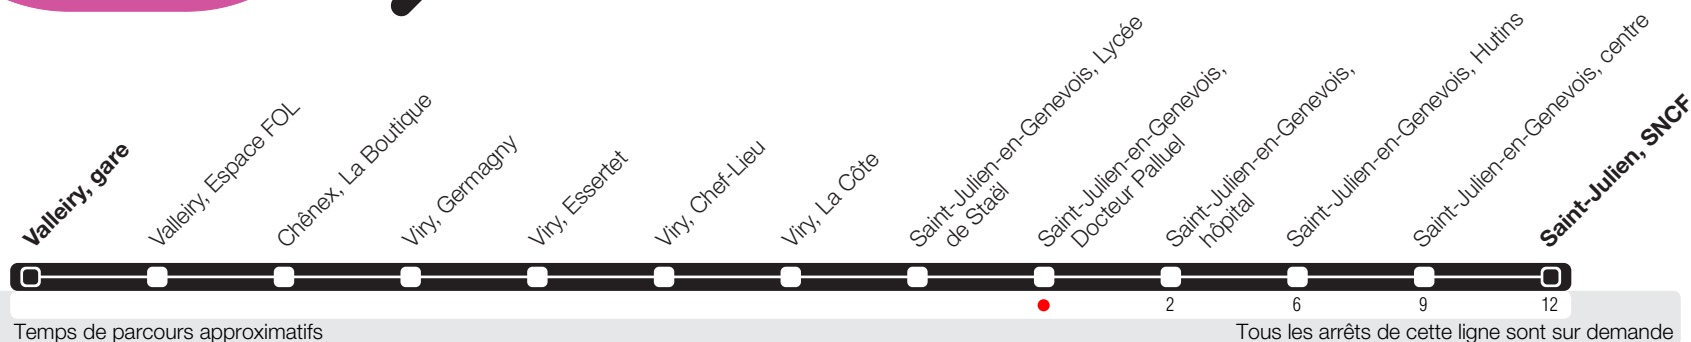 Valleiry, gare
Valleiry, Espace FOL
Chênex, La Boutique
Viry, Germagny
Viry, Essertet
Viry, Chef-Lieu
Viry, La Côte
Saint-Julien-en-Genevois, Lycée
de Staël
Saint-Julien-en-Genevois,
Docteur Palluel
Saint-Julien-en-Genevois,
hôpital
Saint-Julien-en-Genevois, Hutins
Saint-Julien-en-Genevois, centre
Saint-Julien, SNCF
2 6 9 12
Temps de parcours approximatifs
Tous les arrêts de cette ligne sont sur demande